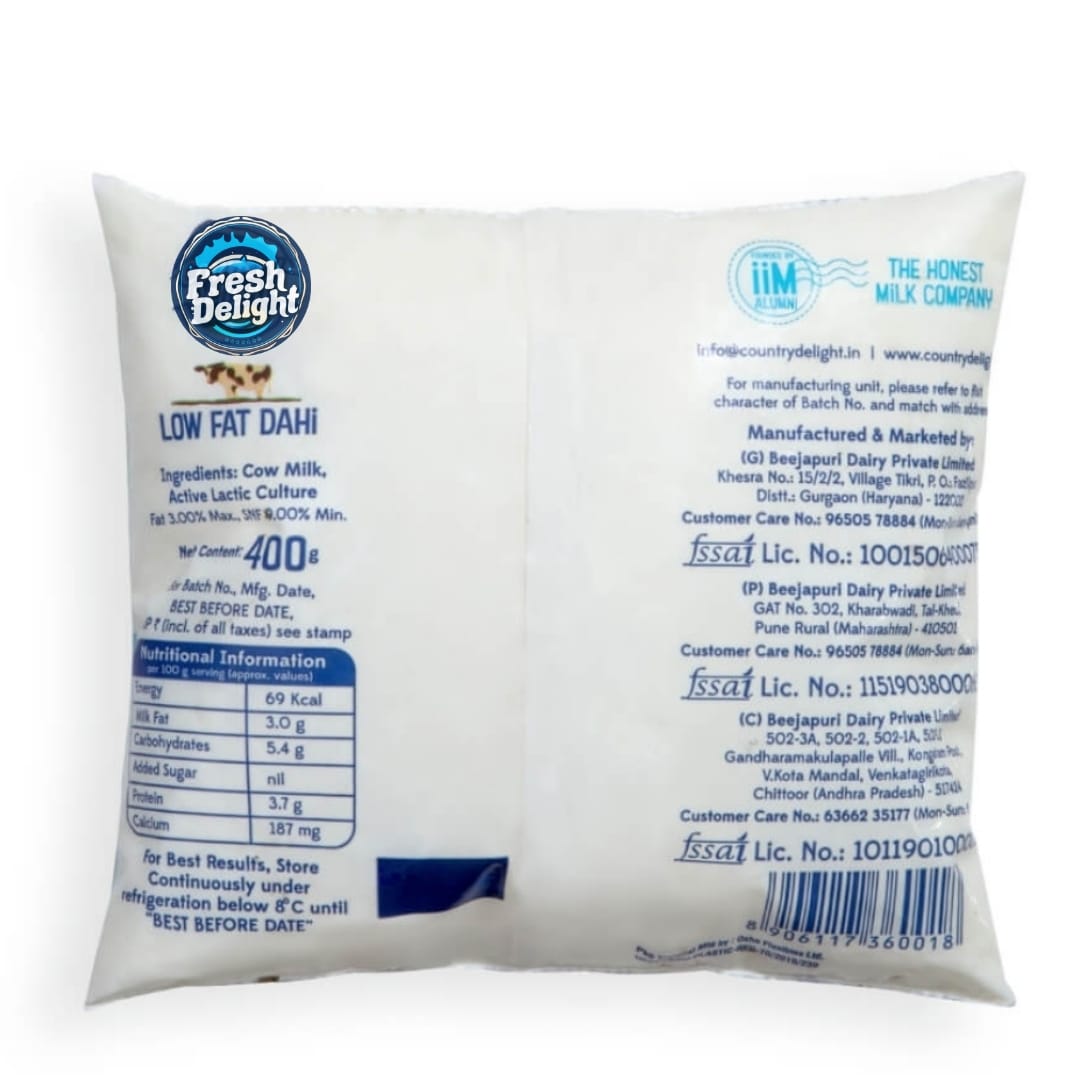 Fresh
Delight
LOW FAT DAHi
Ingredients: Cow Milk,
Active Lactic Culture
Fat 3.00% Max., SNF 9.00% Min.
Net Content: 400g
Batch No., Mfg. Date,
BEST BEFORE DATE,
₹ (incl. of all taxes) see stamp
Nutritional Information
per 100 g serving (approx. values)
Energy 69 Kcal
Milk Fat 3.0 g
Carbohydrates 5.4 g
Added Sugar nil
Protein 3.7 g
Calcium 187 mg
For Best Results, Store
Continuously under
refrigeration below 8°C until
"BEST BEFORE DATE"
FOUNDED BY
iiM
ALUMNI
THE HONEST
MiLK COMPANY
info@countrydelight.in | www.countrydelig
For manufacturing unit, please refer to
character of Batch No. and match with address
Manufactured & Marketed by:
(G) Beejapuri Dairy Private Limited
Khesra No.: 15/2/2, Village Tikri, P. O.:
Distt.: Gurgaon (Haryana) -
Customer Care No.: 96505 78884
fssai Lic. No.:
(P) Beejapuri Dairy Private Limited
GAT No. 302, Kharabwadi,
Pune Rural (Maharashtra) - 410501
Customer Care No.: 96505 78884 (Mon-Sun:
fssai Lic. No.:
(C) Beejapuri Dairy Private
502-3A, 502-2, 502-1A,
Gandharamakulapalle Vill.,
V.Kota Mandal, Venkatagirikota,
Chittoor (Andhra Pradesh) -
Customer Care No.: 63662 35177 (Mon-Sun:
fssai Lic. No.:
8 906117 360018